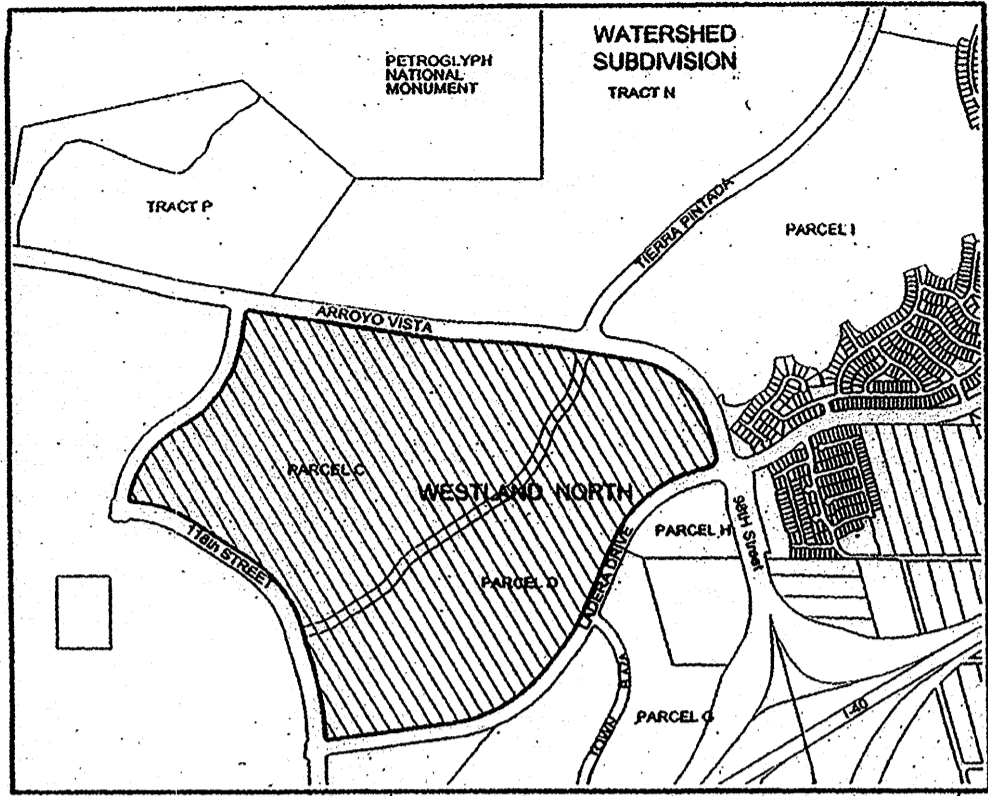 WATERSHED
SUBDIVISION
TRACT N
PETROGLYPH
NATIONAL
MONUMENT
TRACT P
TIERRA PINTADA
PARCEL I
ARROYO VISTA
PARCEL C
WESTLAND NORTH
98TH Street
PARCEL H
118th STREET
PARCEL D
LADERA DRIVE
TOWN
PARCEL G
I-40